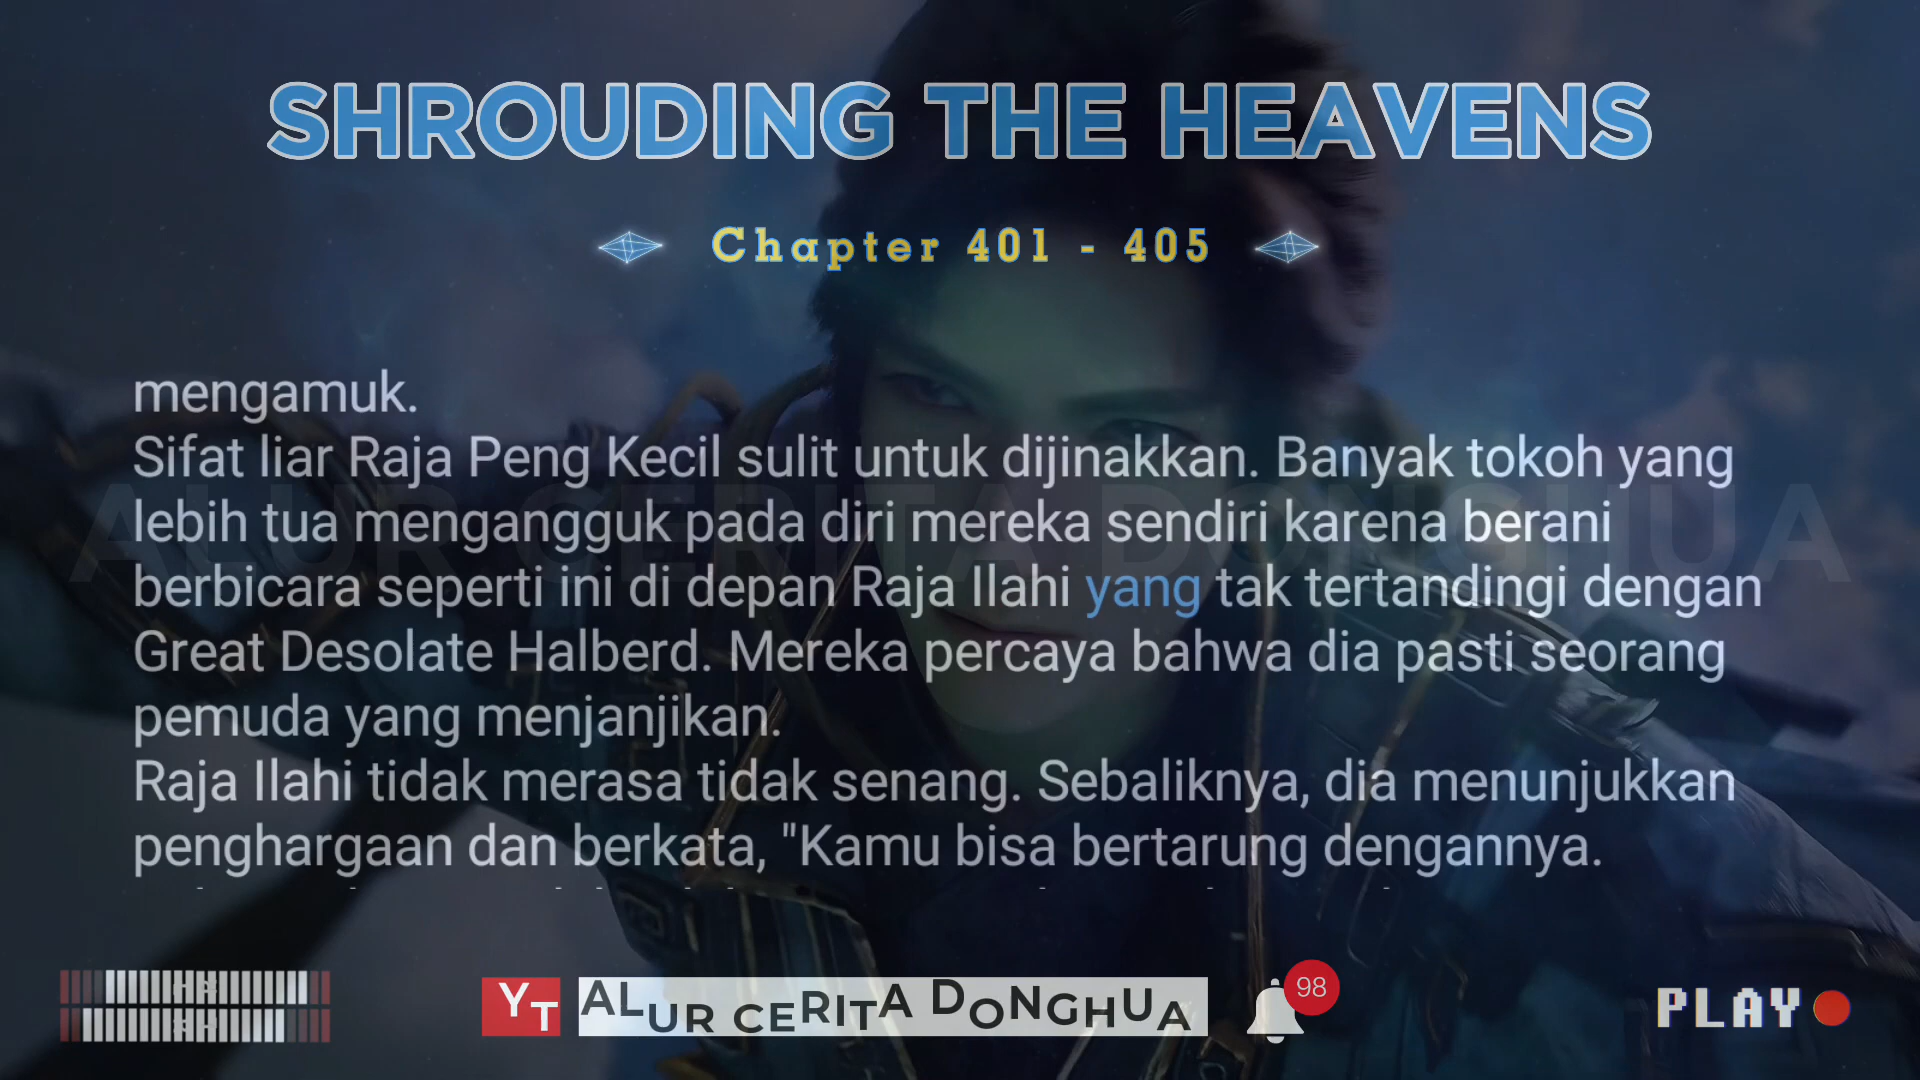 SHROUDING THE HEAVENS
Chapter 401 - 405
mengamuk.
Sifat liar Raja Peng Kecil sulit untuk dijinakkan. Banyak tokoh yang
lebih tua mengangguk pada diri mereka sendiri karena berani
berbicara seperti ini di depan Raja Ilahi yang tak tertandingi dengan
Great Desolate Halberd. Mereka percaya bahwa dia pasti seorang
pemuda yang menjanjikan.
Raja Ilahi tidak merasa tidak senang. Sebaliknya, dia menunjukkan
penghargaan dan berkata, "Kamu bisa bertarung dengannya.
ALUR CERITA DONGHUA
YT ALUR CERITA DONGHUA
98
PLAY